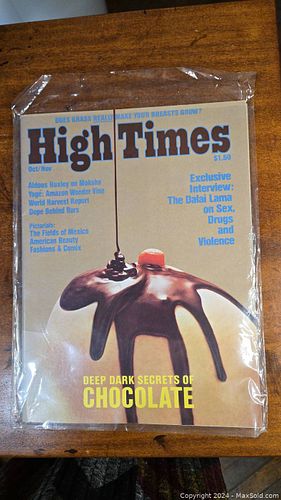 DOES GRASS REALLY MAKE YOUR BREASTS GROW?
High Times
Oct/Nov
$1.50
Aldous Huxley on Moksha
Yagé: Amazon Wonder Vine
World Harvest Report
Dope Behind Bars
Pictorials:
The Fields of Mexico
American Beauty
Fashions & Comix
Exclusive
Interview:
The Dalai Lama
on Sex,
Drugs
and
Violence
DEEP DARK SECRETS OF
CHOCOLATE
Copyright 2024 - MaxSold.com